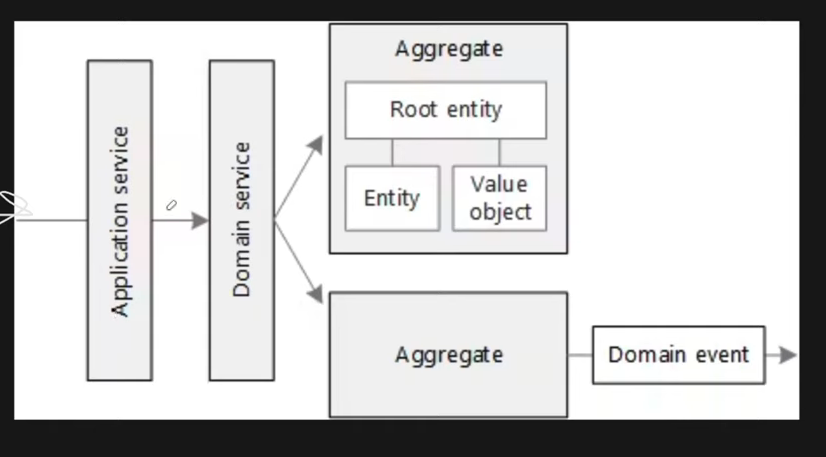 Application service
Domain service
Aggregate
Root entity
Entity
Value
object
Aggregate
Domain event